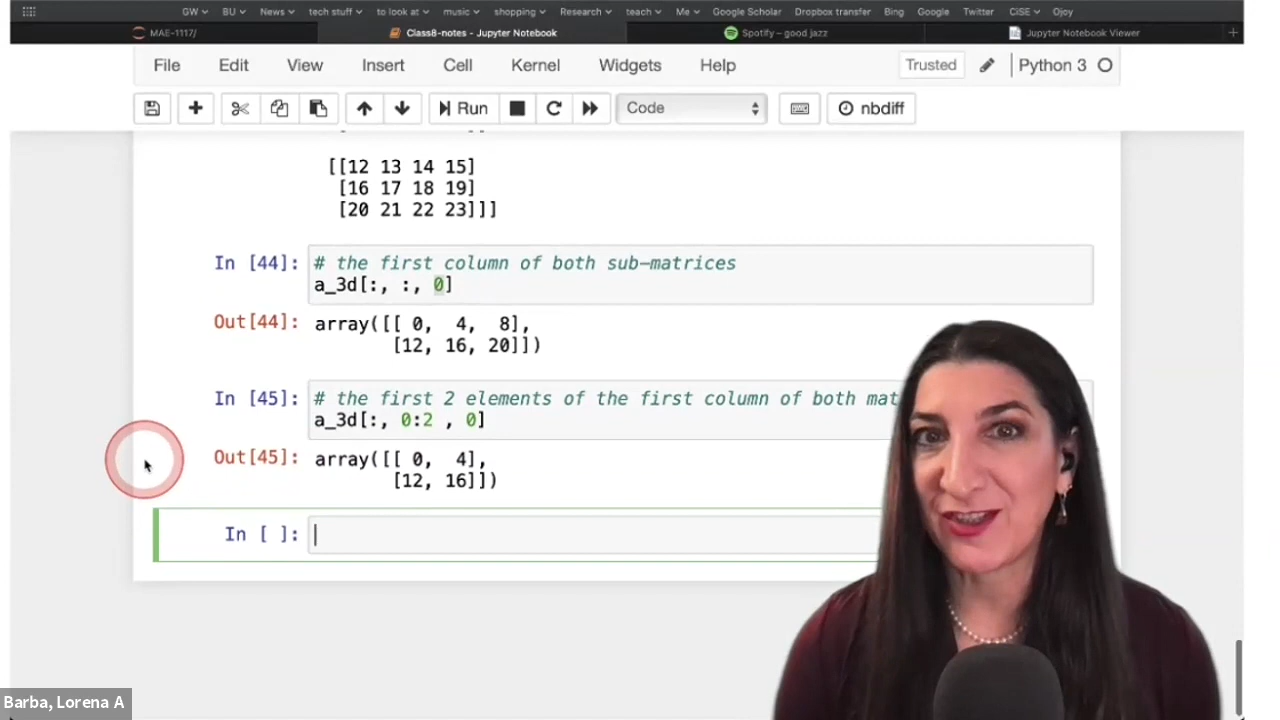 GW BU News tech stuff to look at music shopping Research teach Me Google Scholar Dropbox transfer Bing Google Twitter CiSE Ojoy
MAE-1117/ Class8-notes - Jupyter Notebook Spotify – good jazz Jupyter Notebook Viewer
File Edit View Insert Cell Kernel Widgets Help Trusted Python 3
Run Code nbdiff
[[12 13 14 15]
[16 17 18 19]
[20 21 22 23]]]
In [44]: # the first column of both sub-matrices
a_3d[:, :, 0]
Out[44]: array([[ 0, 4, 8],
[12, 16, 20]])
In [45]: # the first 2 elements of the first column of both mat
a_3d[:, 0:2 , 0]
Out[45]: array([[ 0, 4],
[12, 16]])
In [ ]:
Barba, Lorena A